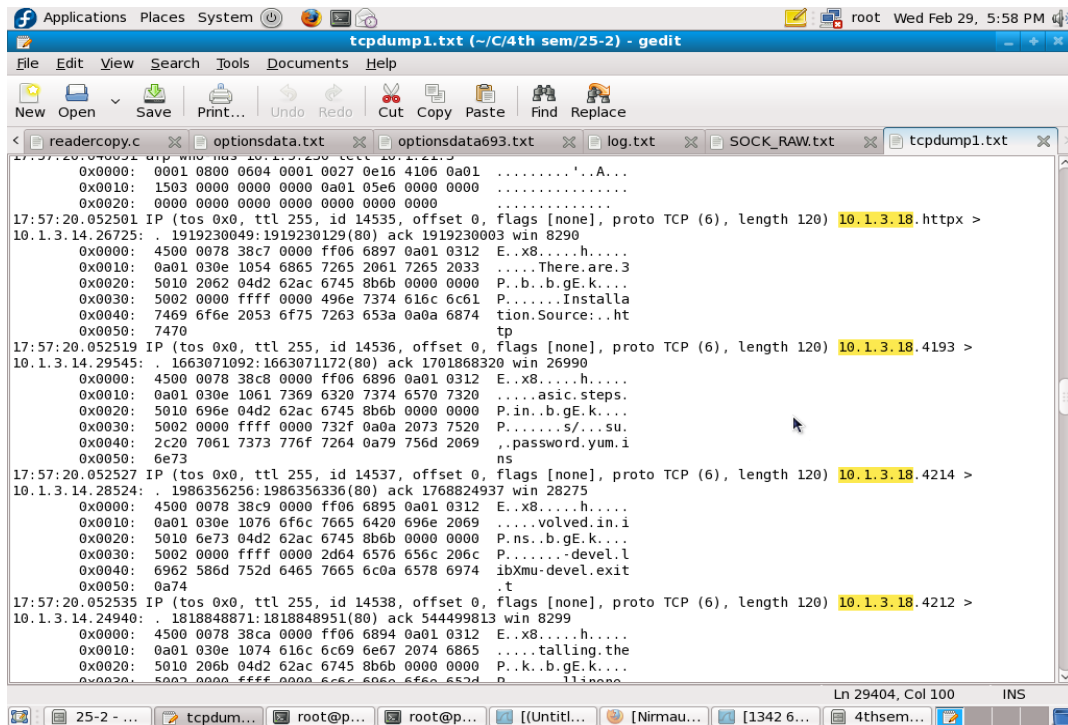 Applications Places System root Wed Feb 29, 5:58 PM
tcpdump1.txt (~/C/4th sem/25-2) - gedit
File Edit View Search Tools Documents Help
New Open Save Print... Undo Redo Cut Copy Paste Find Replace
readercopy.c optionsdata.txt optionsdata693.txt log.txt SOCK_RAW.txt tcpdump1.txt
0x0000: 0001 0800 0604 0001 0027 0e16 4106 0a01 .........'..A...
0x0010: 1503 0000 0000 0000 0a01 05e6 0000 0000 ................
0x0020: 0000 0000 0000 0000 0000 0000 0000 ..............
17:57:20.052501 IP (tos 0x0, ttl 255, id 14535, offset 0, flags [none], proto TCP (6), length 120) 10.1.3.18.httpx >
10.1.3.14.26725: . 1919230049:1919230129(80) ack 1919230003 win 8290
0x0000: 4500 0078 38c7 0000 ff06 6897 0a01 0312 E..x8.....h.....
0x0010: 0a01 030e 1054 6865 7265 2061 7265 2033 .....There.are.3
0x0020: 5010 2062 04d2 62ac 6745 8b6b 0000 0000 P..b..b.gE.k....
0x0030: 5002 0000 ffff 0000 496e 7374 616c 6c61 P.......Installa
0x0040: 7469 6f6e 2053 6f75 7263 653a 0a0a 6874 tion.Source:..ht
0x0050: 7470 tp
17:57:20.052519 IP (tos 0x0, ttl 255, id 14536, offset 0, flags [none], proto TCP (6), length 120) 10.1.3.18.4193 >
10.1.3.14.29545: . 1663071092:1663071172(80) ack 1701868320 win 26990
0x0000: 4500 0078 38c8 0000 ff06 6896 0a01 0312 E..x8.....h.....
0x0010: 0a01 030e 1061 7369 6320 7374 6570 7320 .....asic.steps.
0x0020: 5010 696e 04d2 62ac 6745 8b6b 0000 0000 P.in..b.gE.k....
0x0030: 5002 0000 ffff 0000 732f 0a0a 2073 7520 P.......s/...su.
0x0040: 2c20 7061 7373 776f 7264 0a79 756d 2069 ,.password.yum.i
0x0050: 6e73 ns
17:57:20.052527 IP (tos 0x0, ttl 255, id 14537, offset 0, flags [none], proto TCP (6), length 120) 10.1.3.18.4214 >
10.1.3.14.28524: . 1986356256:1986356336(80) ack 1768824937 win 28275
0x0000: 4500 0078 38c9 0000 ff06 6895 0a01 0312 E..x8.....h.....
0x0010: 0a01 030e 1076 6f6c 7665 6420 696e 2069 .....volved.in.i
0x0020: 5010 6e73 04d2 62ac 6745 8b6b 0000 0000 P.ns..b.gE.k....
0x0030: 5002 0000 ffff 0000 2d64 6576 656c 206c P.......-devel.l
0x0040: 6962 586d 752d 6465 7665 6c0a 6578 6974 ibXmu-devel.exit
0x0050: 0a74 .t
17:57:20.052535 IP (tos 0x0, ttl 255, id 14538, offset 0, flags [none], proto TCP (6), length 120) 10.1.3.18.4212 >
10.1.3.14.24940: . 1818848871:1818848951(80) ack 544499813 win 8299
0x0000: 4500 0078 38ca 0000 ff06 6894 0a01 0312 E..x8.....h.....
0x0010: 0a01 030e 1074 616c 6c69 6e67 2074 6865 .....talling.the
0x0020: 5010 206b 04d2 62ac 6745 8b6b 0000 0000 P..k..b.gE.k....
Ln 29404, Col 100 INS
25-2 - ... tcpdum... root@p... root@p... [(Untitl... [Nirmau... [1342 6... 4thsem...